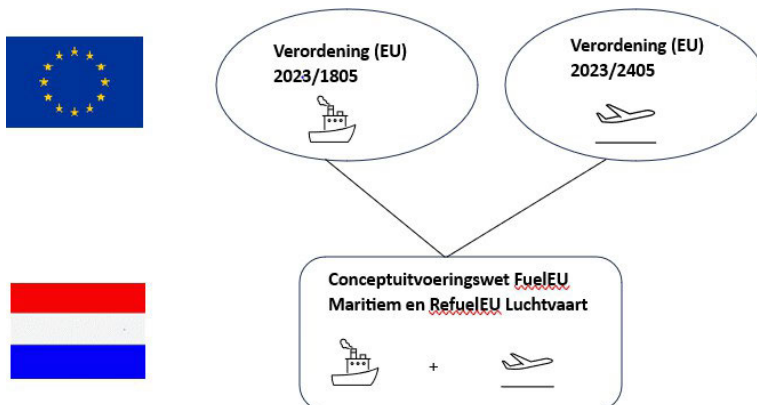 Verordening (EU)
2023/1805
Verordening (EU)
2023/2405
Conceptuitvoeringswet FuelEU
Maritiem en RefuelEU Luchtvaart
+